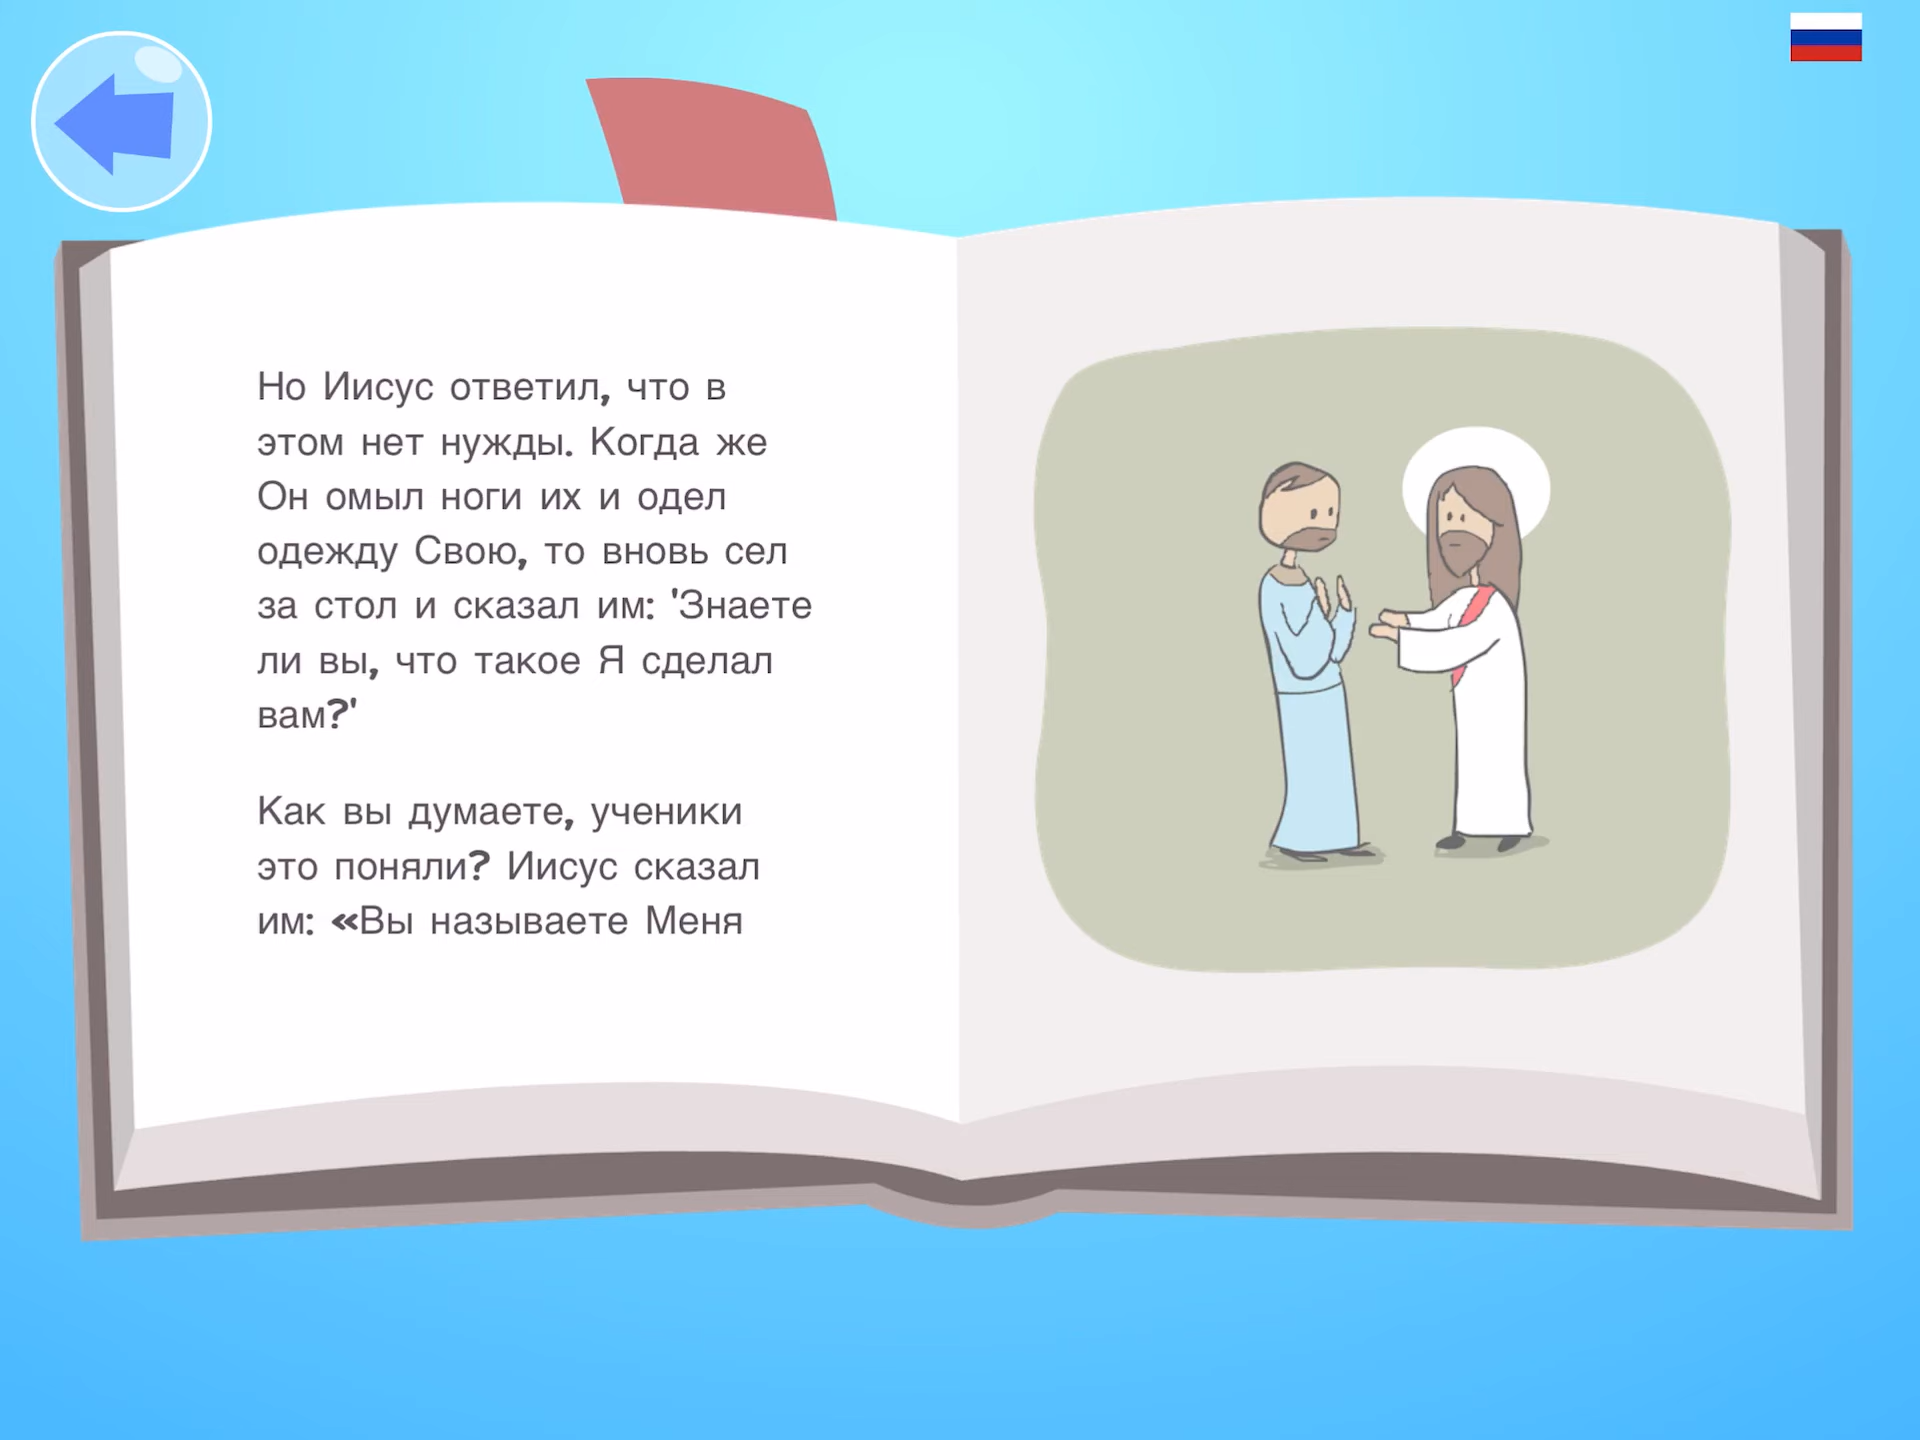 Но Иисус ответил, что в
этом нет нужды. Когда же
Он омыл ноги их и одел
одежду Свою, то вновь сел
за стол и сказал им: 'Знаете
ли вы, что такое Я сделал
вам?'
Как вы думаете, ученики
это поняли? Иисус сказал
им: «Вы называете Меня